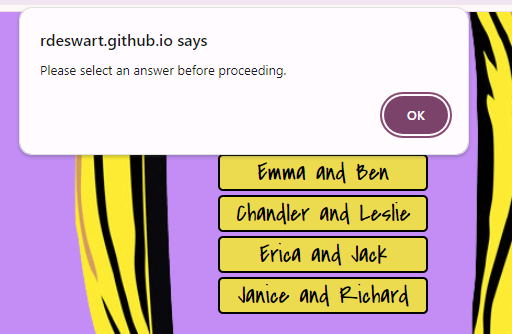 rdeswart.github.io says
Please select an answer before proceeding.
OK
Emma and Ben
Chandler and Leslie
Erica and Jack
Janice and Richard